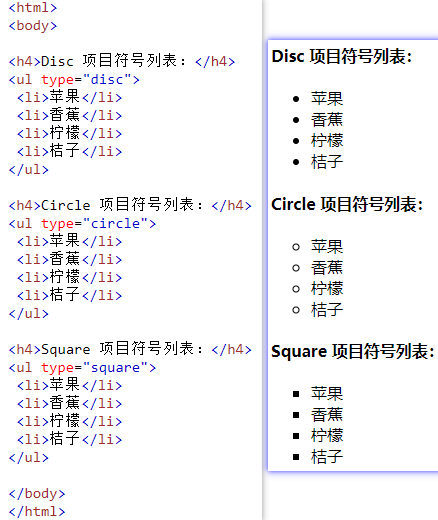 <html>
<body>
<h4>Disc 项目符号列表：</h4>
<ul type="disc">
<li>苹果</li>
<li>香蕉</li>
<li>柠檬</li>
<li>桔子</li>
</ul>
<h4>Circle 项目符号列表：</h4>
<ul type="circle">
<li>苹果</li>
<li>香蕉</li>
<li>柠檬</li>
<li>桔子</li>
</ul>
<h4>Square 项目符号列表：</h4>
<ul type="square">
<li>苹果</li>
<li>香蕉</li>
<li>柠檬</li>
<li>桔子</li>
</ul>
</body>
</html>
Disc 项目符号列表：
• 苹果
• 香蕉
• 柠檬
• 桔子
Circle 项目符号列表：
○ 苹果
○ 香蕉
○ 柠檬
○ 桔子
Square 项目符号列表：
▪ 苹果
▪ 香蕉
▪ 柠檬
▪ 桔子